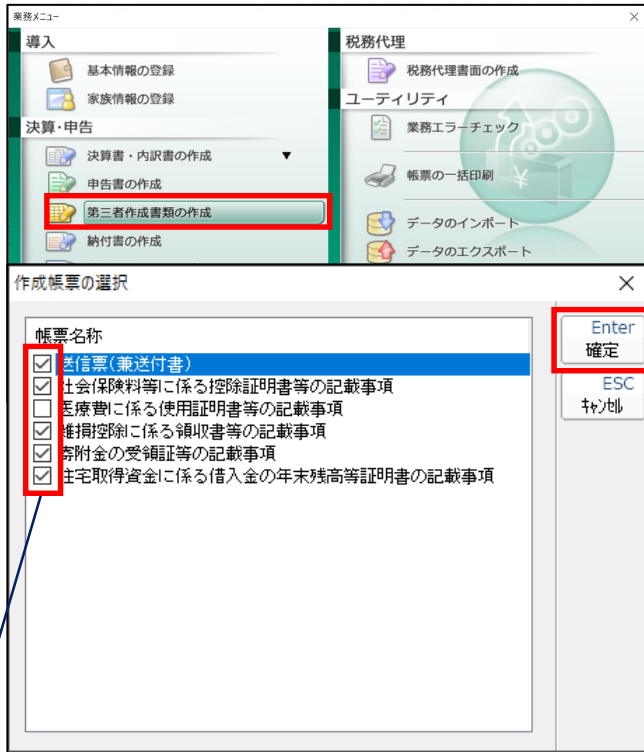 業務メニュー
導入
基本情報の登録
家族情報の登録
決算・申告
決算書・内訳書の作成 ▼
申告書の作成
第三者作成書類の作成
納付書の作成
税務代理
税務代理書面の作成
ユーティリティ
業務エラーチェック
帳票の一括印刷
データのインポート
データのエクスポート
作成帳票の選択
帳票名称
送信票(兼送付書)
社会保険料等に係る控除証明書等の記載事項
医療費に係る使用証明書等の記載事項
雑損控除に係る領収書等の記載事項
寄附金の受領証等の記載事項
住宅取得資金に係る借入金の年末残高等証明書の記載事項
Enter
確定
ESC
キャンセル